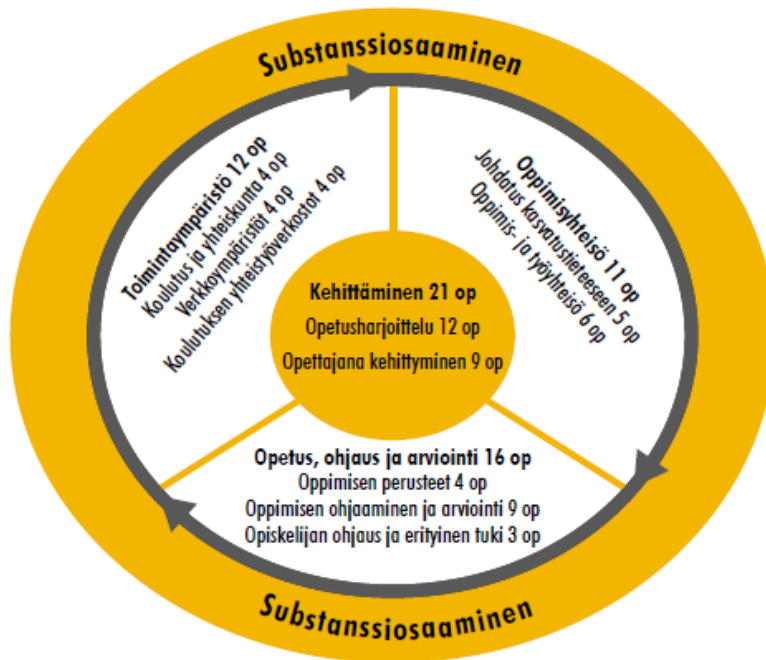 Substanssiosaaminen
Toimintaympäristö 12 op
Koulutus ja yhteiskunta 4 op
Verkkoympäristöt 4 op
Koulutuksen yhteistyöverkostot 4 op
Oppimisyhteisö 11 op
Johdatus kasvatustieteeseen 5 op
Oppimis- ja työyhteisö 6 op
Kehittäminen 21 op
Opetusharjoittelu 12 op
Opettajana kehittyminen 9 op
Opetus, ohjaus ja arviointi 16 op
Oppimisen perusteet 4 op
Oppimisen ohjaaminen ja arviointi 9 op
Opiskelijan ohjaus ja erityinen tuki 3 op
Substanssiosaaminen